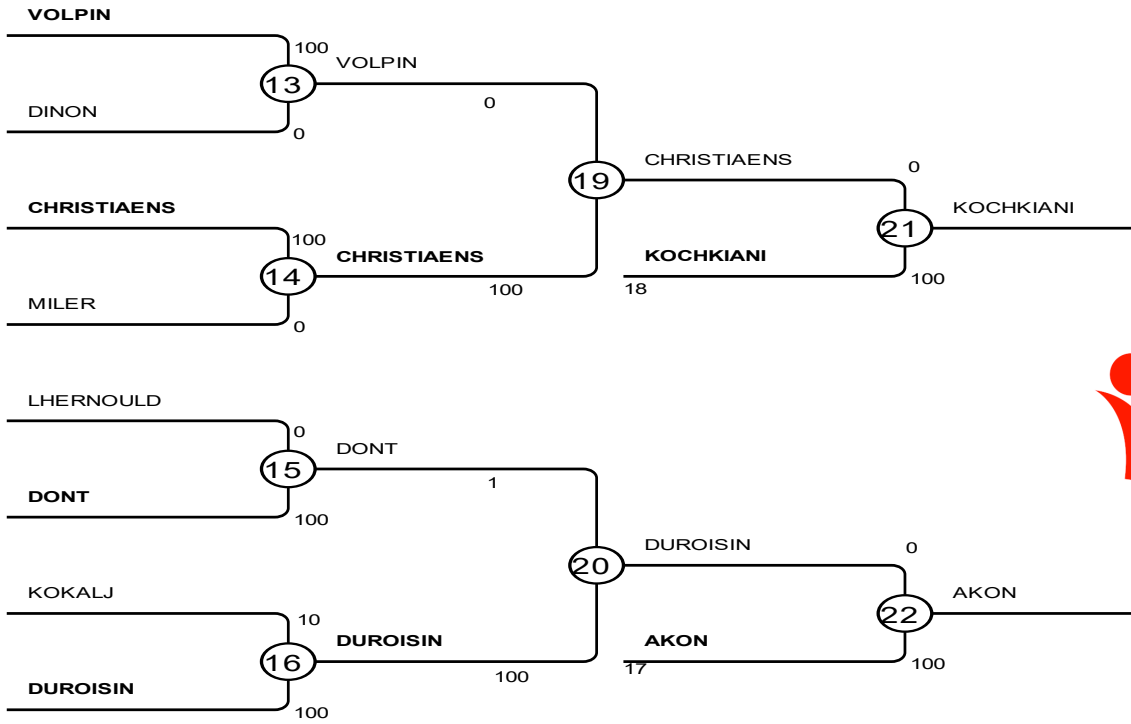 VOLPIN
100
13
VOLPIN
0
DINON
0
19
CHRISTIAENS
0
CHRISTIAENS
100
14
CHRISTIAENS
100
KOCHKIANI
18
21
KOCHKIANI
100
MILER
0
LHERNOULD
0
15
DONT
1
DONT
100
20
DUROISIN
0
KOKALJ
10
16
DUROISIN
100
AKON
17
22
AKON
100
DUROISIN
100